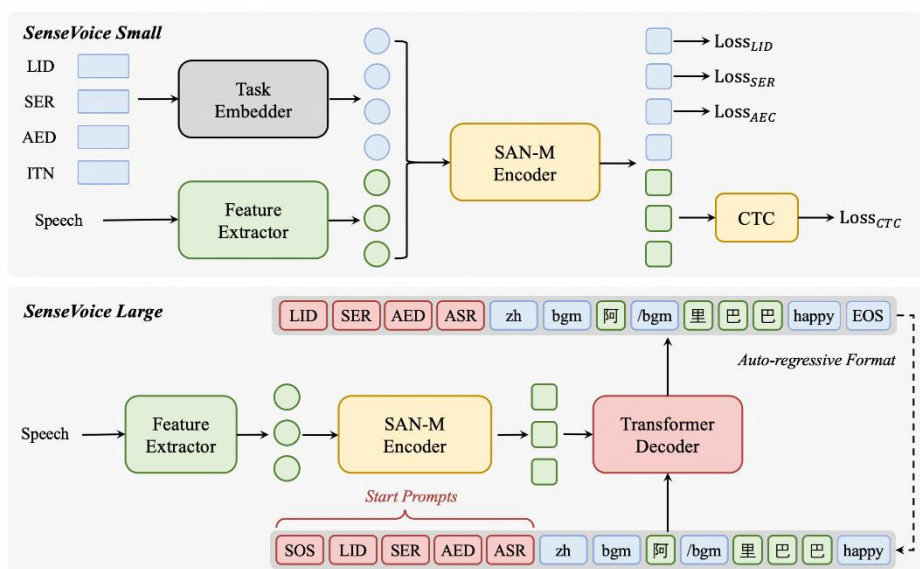 SenseVoice Small
LID
SER
AED
ITN
Speech
Task
Embedder
Feature
Extractor
SAN-M
Encoder
Loss_LID
Loss_SER
Loss_AEC
CTC
Loss_CTC
SenseVoice Large
LID SER AED ASR zh bgm 阿 /bgm 里 巴 巴 happy EOS
Auto-regressive Format
Speech
Feature
Extractor
SAN-M
Encoder
Transformer
Decoder
Start Prompts
SOS LID SER AED ASR zh bgm 阿 /bgm 里 巴 巴 happy